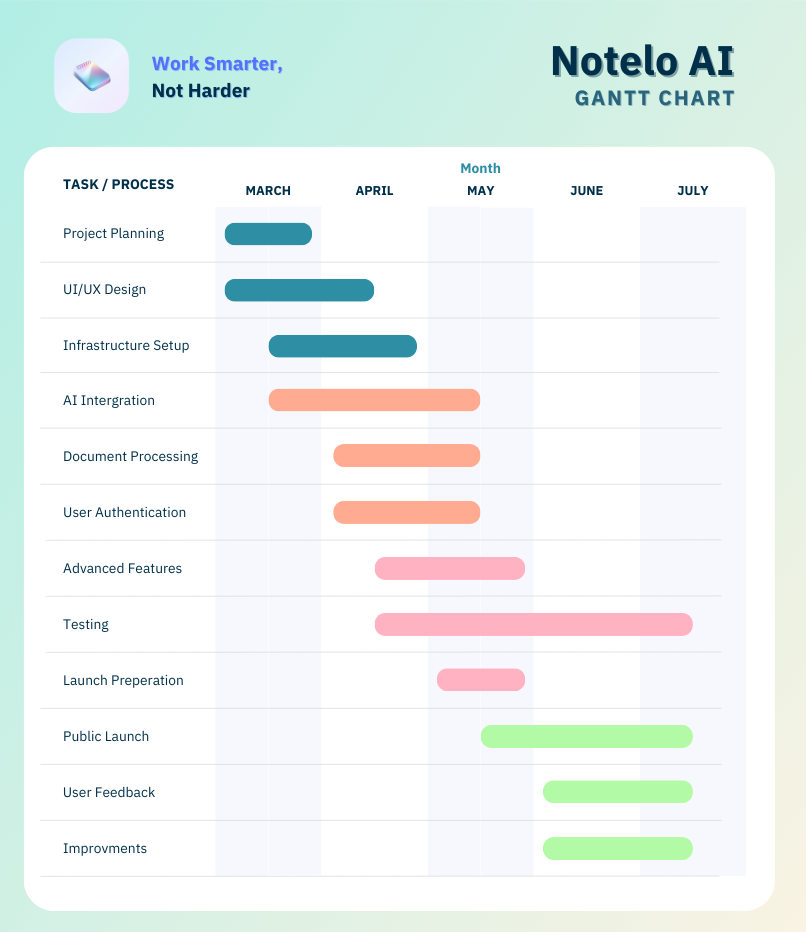 Work Smarter,
Not Harder
Notelo AI
GANTT CHART
TASK / PROCESS
Month
MARCH APRIL MAY JUNE JULY
Project Planning
UI/UX Design
Infrastructure Setup
AI Intergration
Document Processing
User Authentication
Advanced Features
Testing
Launch Preperation
Public Launch
User Feedback
Improvments